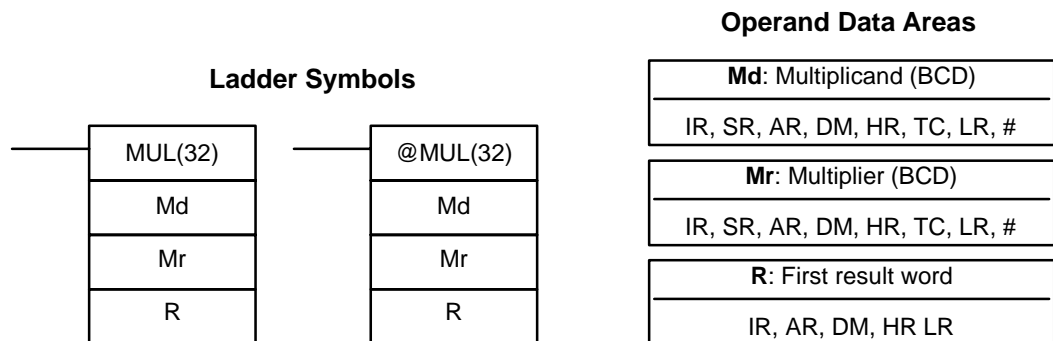 Operand Data Areas
Ladder Symbols
MUL(32)
Md
Mr
R
@MUL(32)
Md
Mr
R
Md: Multiplicand (BCD)
IR, SR, AR, DM, HR, TC, LR, #
Mr: Multiplier (BCD)
IR, SR, AR, DM, HR, TC, LR, #
R: First result word
IR, AR, DM, HR LR